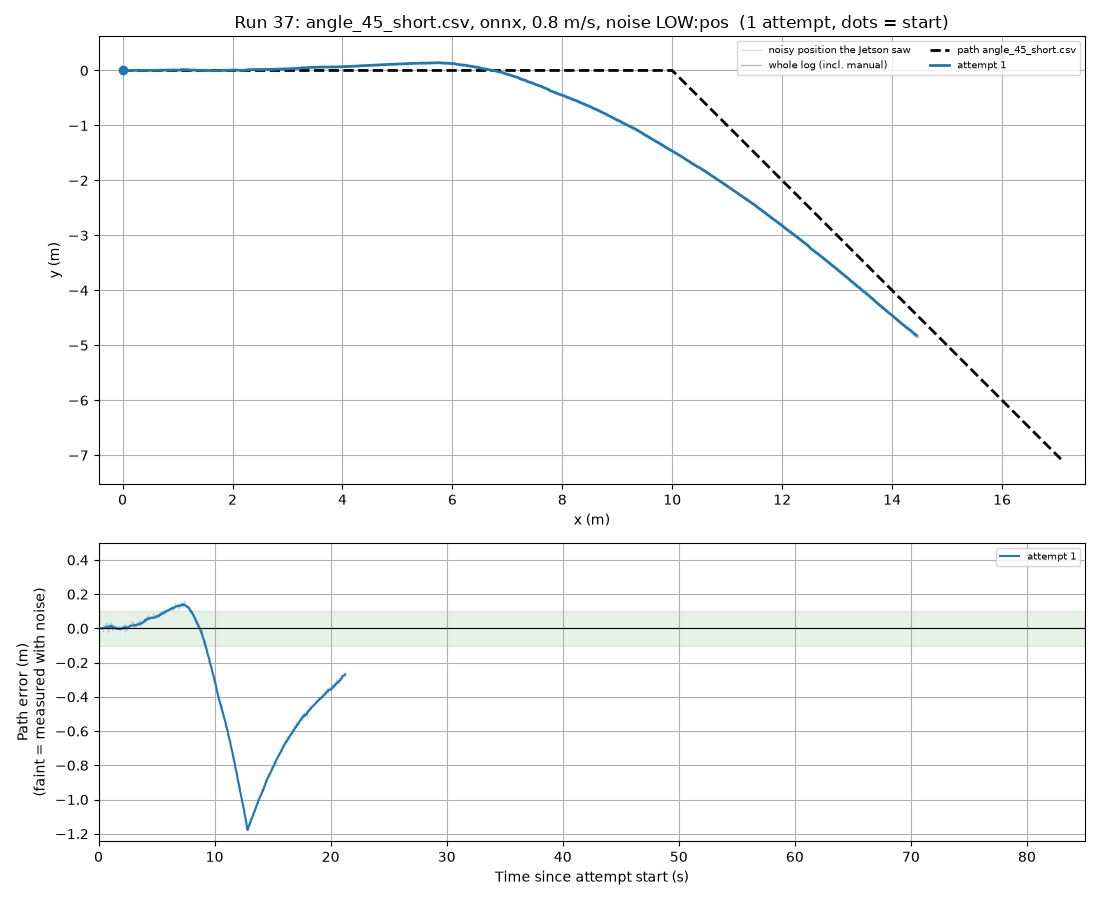 Run 37: angle_45_short.csv, onnx, 0.8 m/s, noise LOW:pos  (1 attempt, dots = start)
noisy position the Jetson saw
whole log (incl. manual)
path angle_45_short.csv
attempt 1
0
−1
−2
−3
−4
−5
−6
−7
y (m)
0 2 4 6 8 10 12 14 16
x (m)
attempt 1
0.4
0.2
0.0
−0.2
−0.4
−0.6
−0.8
−1.0
−1.2
Path error (m)
(faint = measured with noise)
0 10 20 30 40 50 60 70 80
Time since attempt start (s)